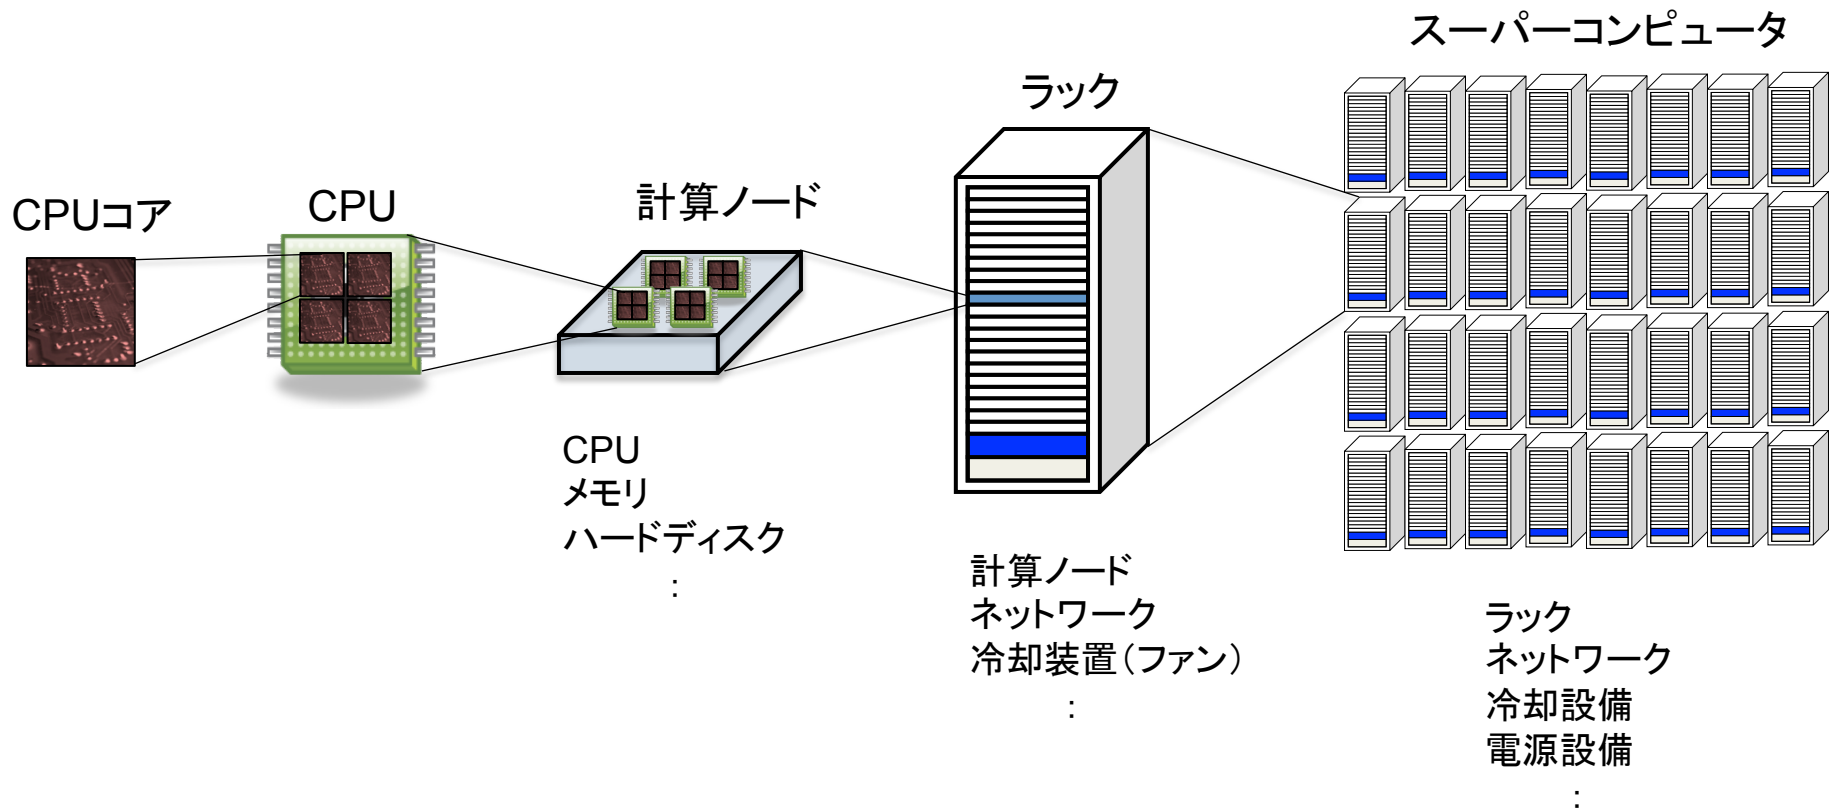 スーパーコンピュータ
ラック
計算ノード
CPU
CPUコア
CPU
メモリ
ハードディスク
:
計算ノード
ネットワーク
冷却装置(ファン)
:
ラック
ネットワーク
冷却設備
電源設備
: